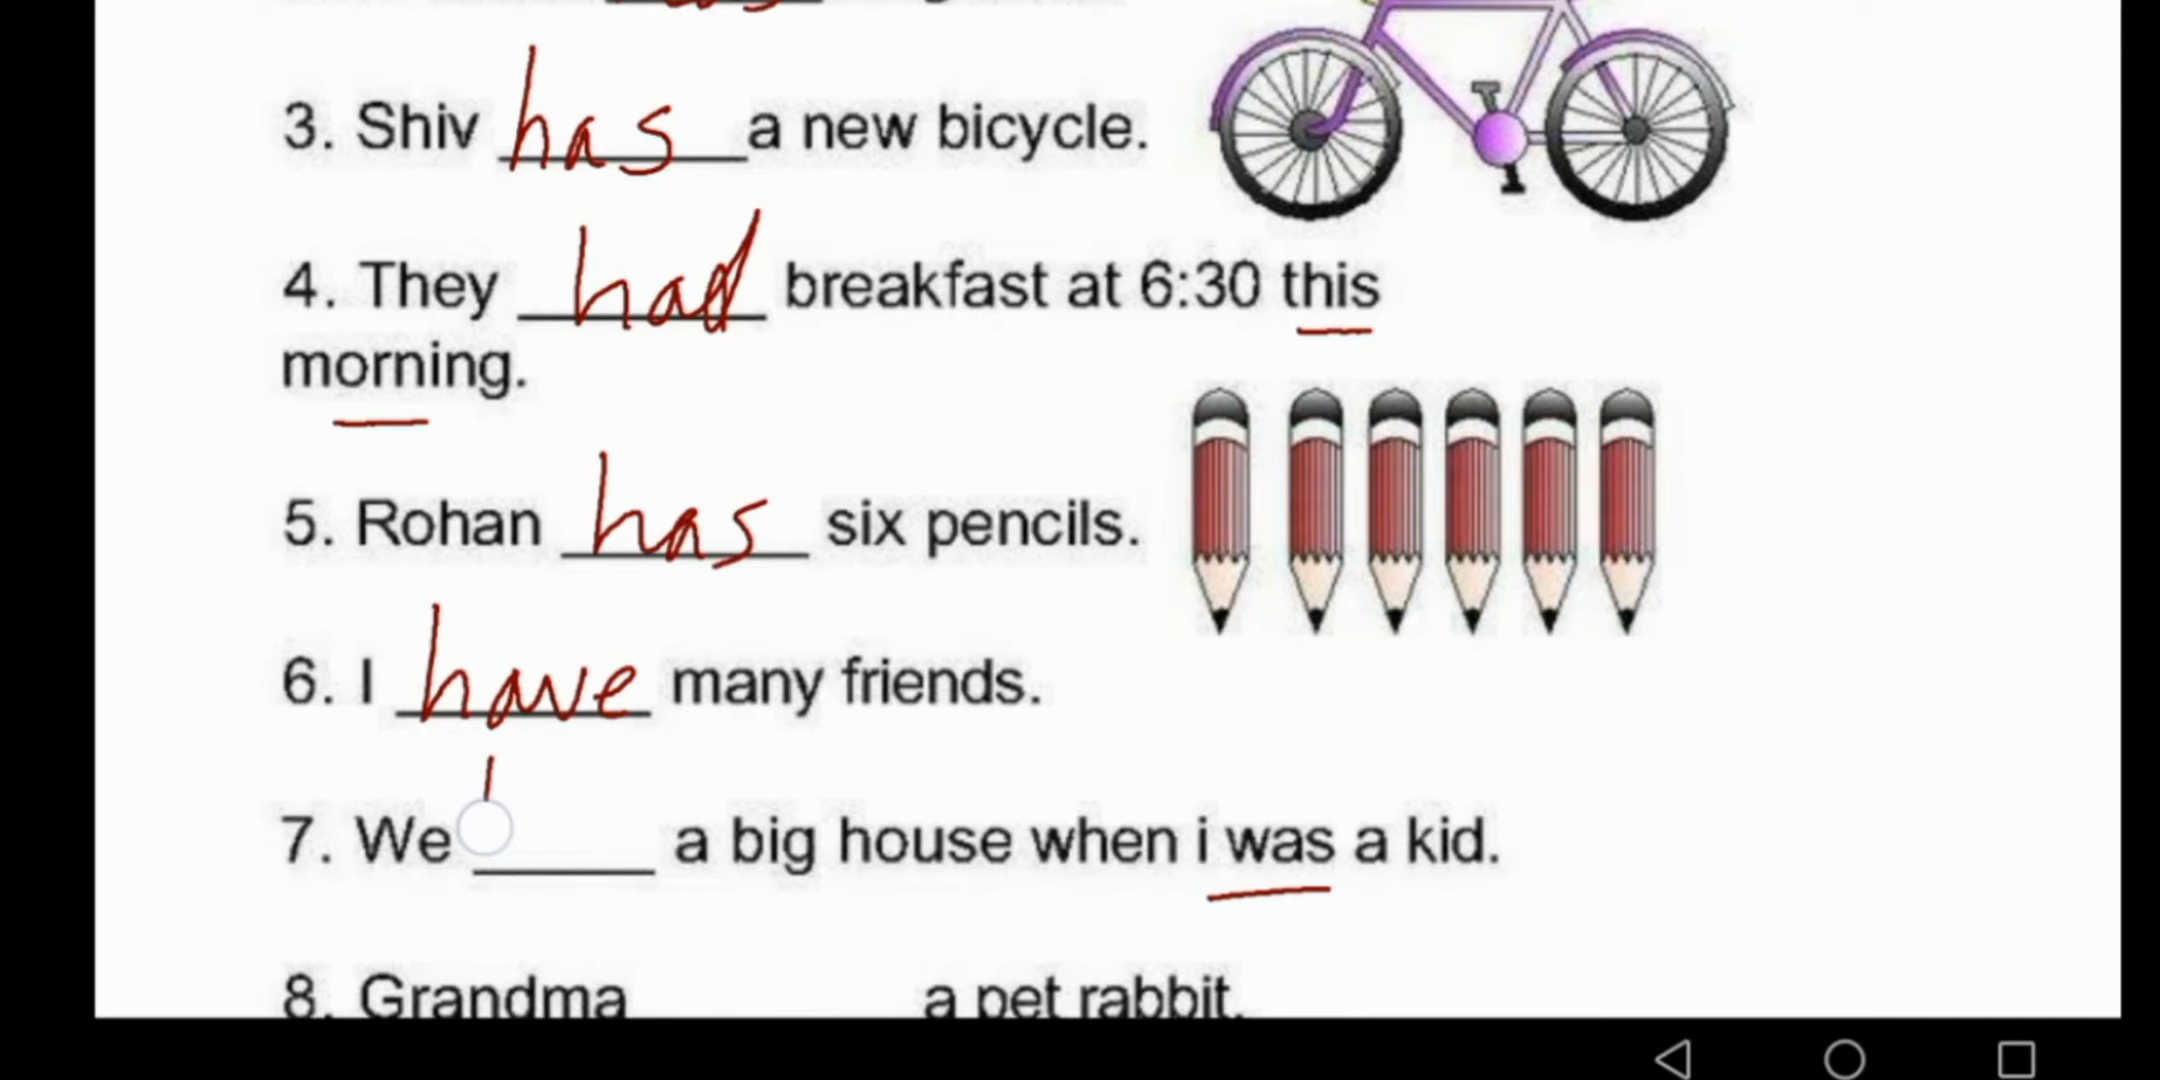 3. Shiv has a new bicycle.
4. They had breakfast at 6:30 this
morning.
5. Rohan has six pencils.
6. I have many friends.
7. We ______ a big house when i was a kid.
8. Grandma ______ a pet rabbit.